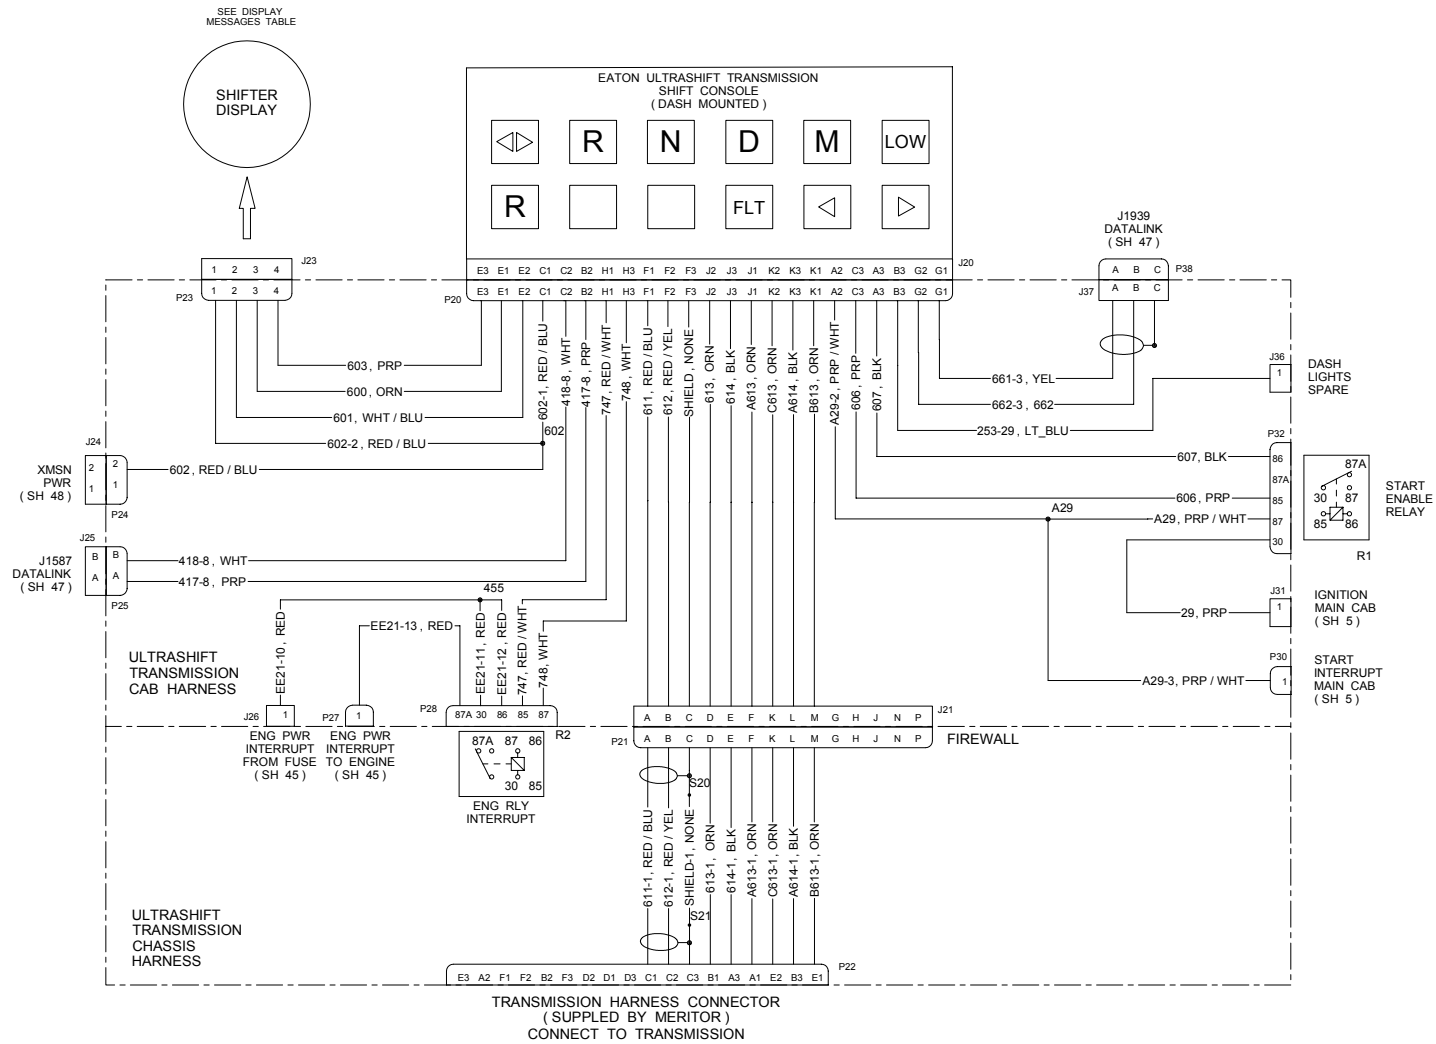 SEE DISPLAY
MESSAGES TABLE
SHIFTER
DISPLAY
EATON ULTRASHIFT TRANSMISSION
SHIFT CONSOLE
( DASH MOUNTED )
R N D M LOW
R FLT
J1939
DATALINK
( SH 47 )
1 2 3 4 J23
E3 E1 E2 C1 C2 B2 H1 H3 F1 F2 F3 J2 J3 J1 K2 K3 K1 A2 C3 A3 B3 G2 G1 J20
A B C P38
P23 1 2 3 4
P20 E3 E1 E2 C1 C2 B2 H1 H3 F1 F2 F3 J2 J3 J1 K2 K3 K1 A2 C3 A3 B3 G2 G1
J37 A B C
603, PRP
600, ORN
601, WHT / BLU
602-2, RED / BLU
602-1, RED / BLU
418-8, WHT
417-8, PRP
747, RED / WHT
748, WHT
611, RED / BLU
612, RED / YEL
SHIELD, NONE
613, ORN
614, BLK
A613, ORN
C613, ORN
A614, BLK
B613, ORN
A29-2, PRP / WHT
606, PRP
607, BLK
661-3, YEL
662-3, 662
253-29, LT_BLU
J36
1
DASH
LIGHTS
SPARE
602
J24
XMSN
PWR
( SH 48 )
2 2
1 1
P24
602, RED / BLU
P32
86
87A
85
87
30
607, BLK
606, PRP
A29
A29, PRP / WHT
87A
30 87
85 86
R1
START
ENABLE
RELAY
J25
J1587
DATALINK
( SH 47 )
B B
A A
P25
418-8, WHT
417-8, PRP
455
EE21-10, RED
EE21-13, RED
EE21-11, RED
EE21-12, RED
747, RED / WHT
748, WHT
29, PRP
J31
1
IGNITION
MAIN CAB
( SH 5 )
A29-3, PRP / WHT
P30
1
START
INTERRUPT
MAIN CAB
( SH 5 )
ULTRASHIFT
TRANSMISSION
CAB HARNESS
J26 1
P27 1
P28 87A 30 86 85 87
R2
A B C D E F K L M G H J N P J21
P21 A B C D E F K L M G H J N P
FIREWALL
ENG PWR
INTERRUPT
FROM FUSE
( SH 45 )
ENG PWR
INTERRUPT
TO ENGINE
( SH 45 )
87A 87 86
30 85
ENG RLY
INTERRUPT
S20
611-1, RED / BLU
612-1, RED / YEL
SHIELD-1, NONE
613-1, ORN
614-1, BLK
A613-1, ORN
C613-1, ORN
A614-1, BLK
B613-1, ORN
S21
ULTRASHIFT
TRANSMISSION
CHASSIS
HARNESS
E3 A2 F1 F2 B2 F3 D2 D1 D3 C1 C2 C3 B1 A3 A1 E2 B3 E1 P22
TRANSMISSION HARNESS CONNECTOR
( SUPPLED BY MERITOR )
CONNECT TO TRANSMISSION